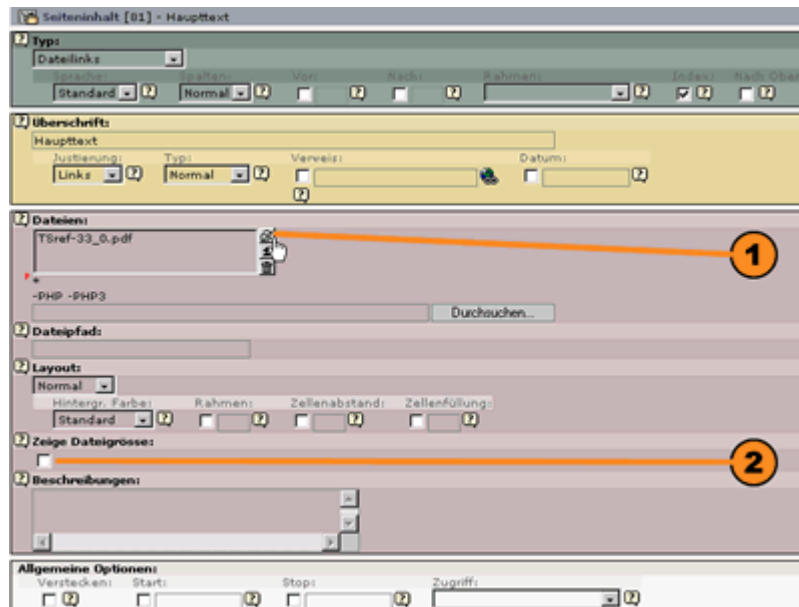 Seiteninhalt [81] - Haupttext
Typ:
Dateilinks
Sprache: Spalten: Vor: Nach: Rahmen: Index: Nach Oben
Standard Normal
Überschrift:
Haupttext
Justierung: Typ: Verweis: Datum:
Links Normal
Dateien:
TSref-33_0.pdf
1
*
-PHP -PHP3
Durchsuchen...
Dateipfad:
Layout:
Normal
Hintergr. Farbe: Rahmen: Zellenabstand: Zellenfüllung:
Standard
Zeige Dateigrösse:
2
Beschreibungen:
Allgemeine Optionen:
Verstecken: Start: Stop: Zugriff: